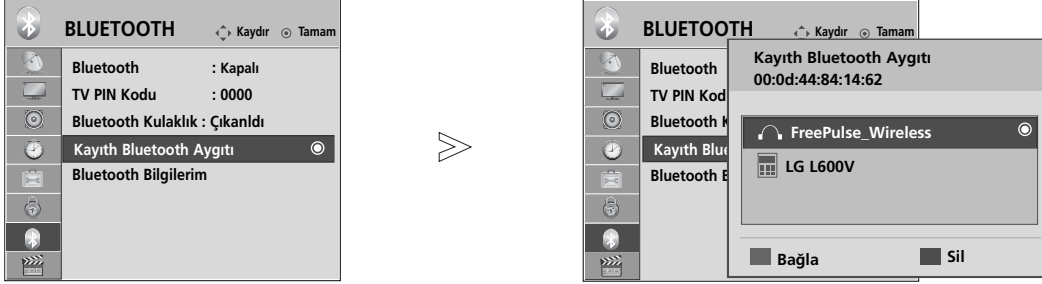 BLUETOOTH Kaydır Tamam
Bluetooth : Kapalı
TV PIN Kodu : 0000
Bluetooth Kulaklık : Çıkanldı
Kayıth Bluetooth Aygıtı
Bluetooth Bilgilerim
BLUETOOTH Kaydır Tamam
Bluetooth
TV PIN Kod
Bluetooth K
Kayıth Blue
Bluetooth B
Kayıth Bluetooth Aygıtı
00:0d:44:84:14:62
FreePulse_Wireless
LG L600V
Bağla Sil